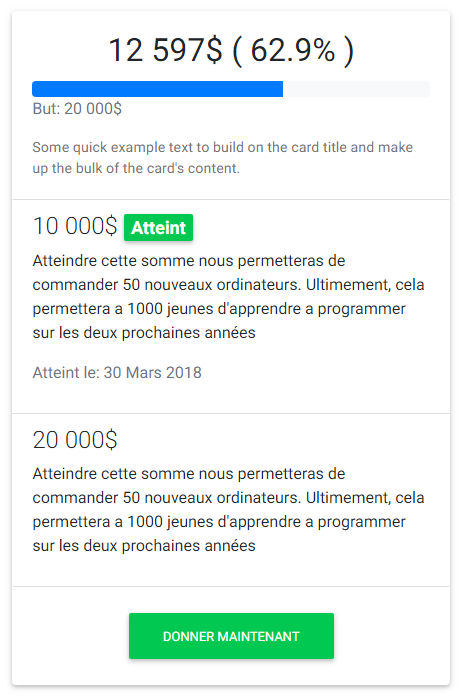 12 597$ ( 62.9% )
But: 20 000$
Some quick example text to build on the card title and make
up the bulk of the card's content.
10 000$ Atteint
Atteindre cette somme nous permetteras de
commander 50 nouveaux ordinateurs. Ultimement, cela
permettera a 1000 jeunes d'apprendre a programmer
sur les deux prochaines années
Atteint le: 30 Mars 2018
20 000$
Atteindre cette somme nous permetteras de
commander 50 nouveaux ordinateurs. Ultimement, cela
permettera a 1000 jeunes d'apprendre a programmer
sur les deux prochaines années
DONNER MAINTENANT